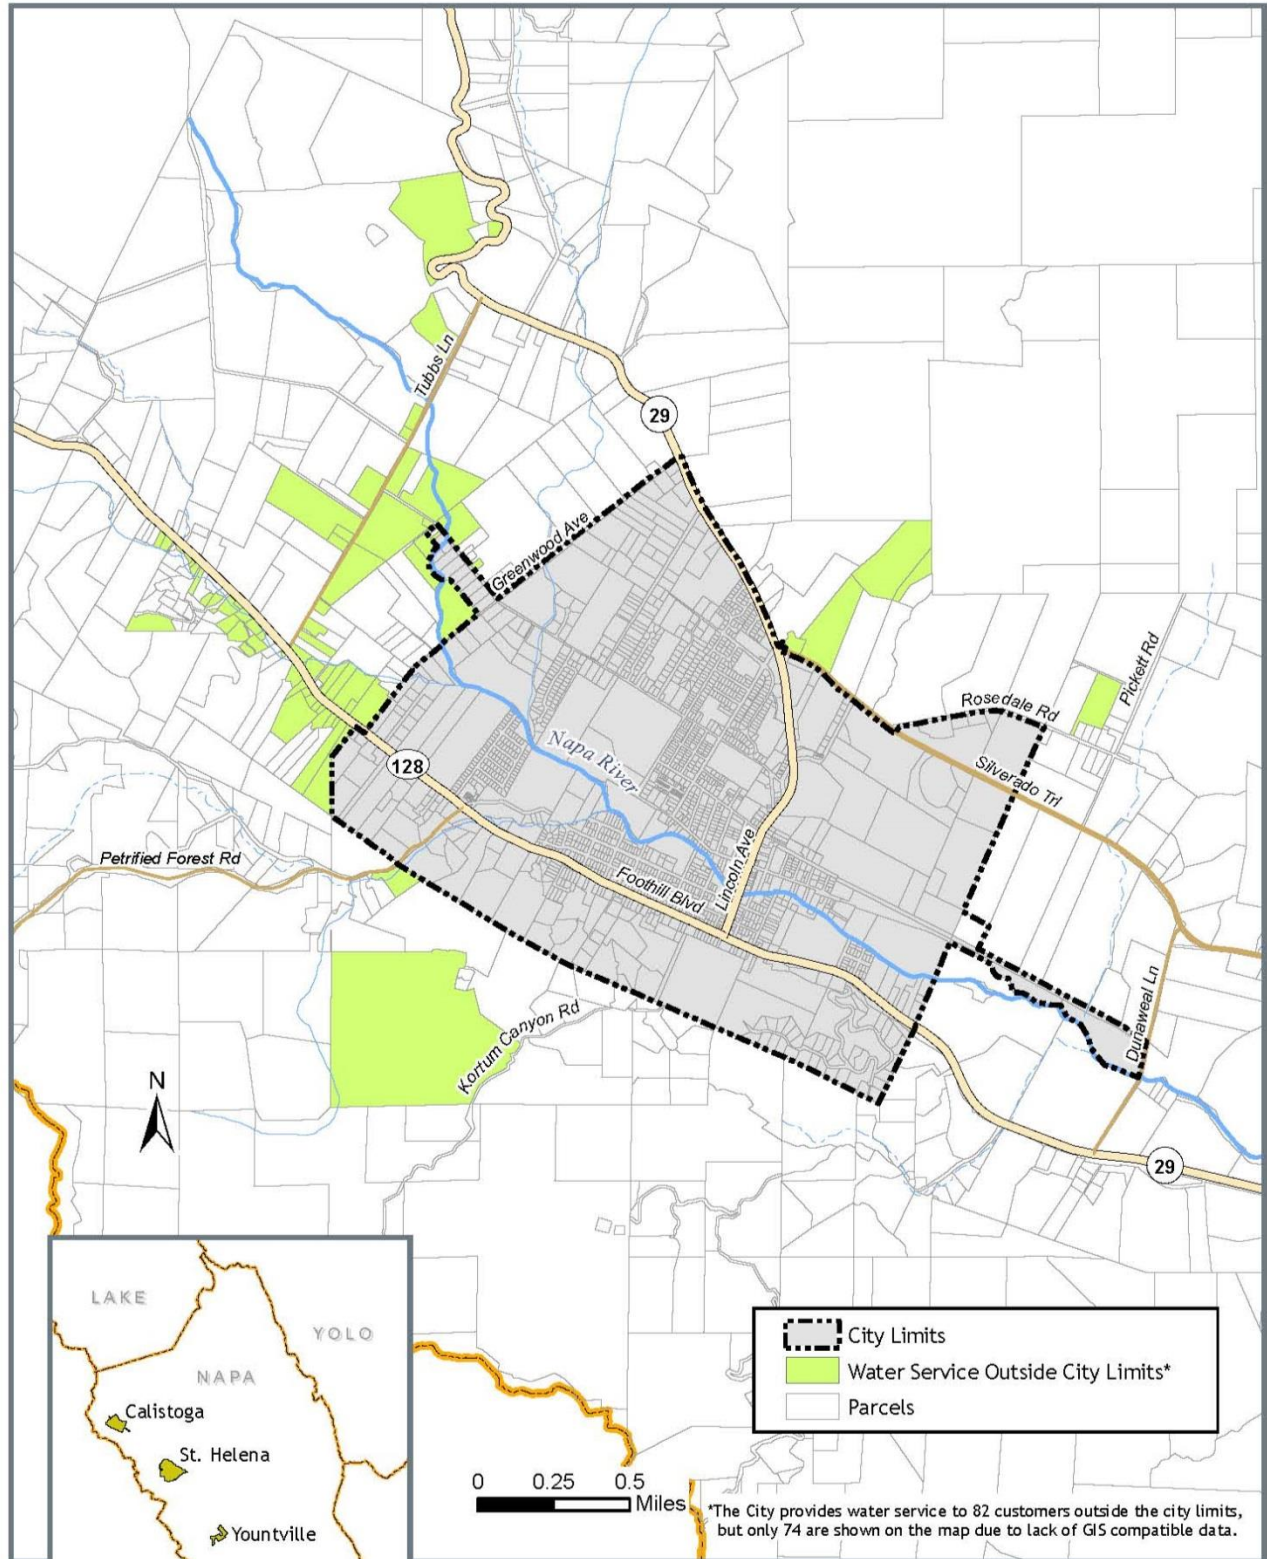 Tubbs Ln
29
Greenwood Ave
Pickett Rd
Rosedale Rd
Napa River
128
Silverado Trl
Petrified Forest Rd
Lincoln Ave
Foothill Blvd
Dunaweal Ln
Kortum Canyon Rd
N
29
LAKE
YOLO
NAPA
Calistoga
St. Helena
Yountville
City Limits
Water Service Outside City Limits*
Parcels
0 0.25 0.5
Miles
*The City provides water service to 82 customers outside the city limits,
but only 74 are shown on the map due to lack of GIS compatible data.